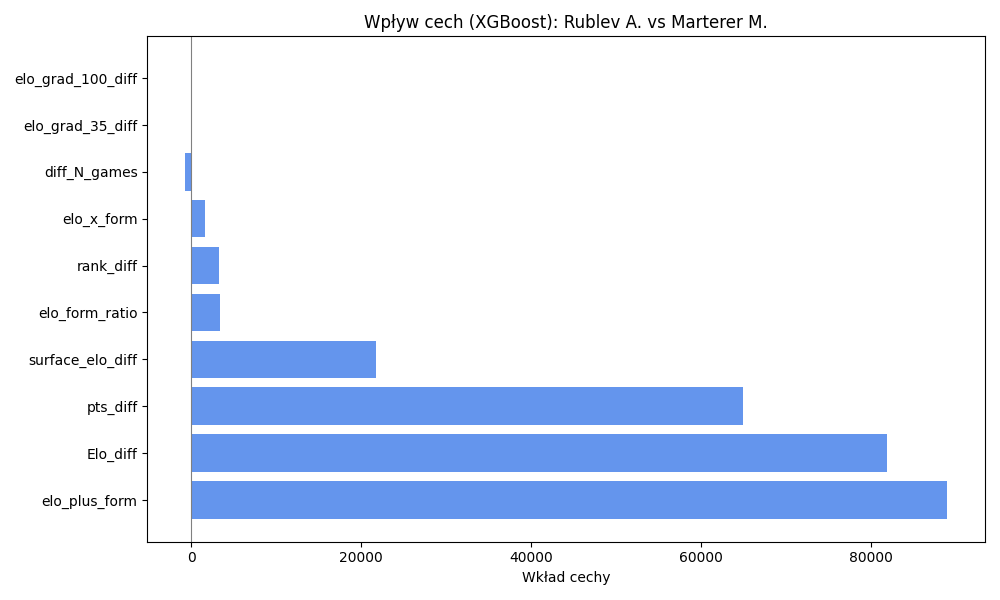 Wpływ cech (XGBoost): Rublev A. vs Marterer M.
elo_grad_100_diff
elo_grad_35_diff
diff_N_games
elo_x_form
rank_diff
elo_form_ratio
surface_elo_diff
pts_diff
Elo_diff
elo_plus_form
0 20000 40000 60000 80000
Wkład cechy